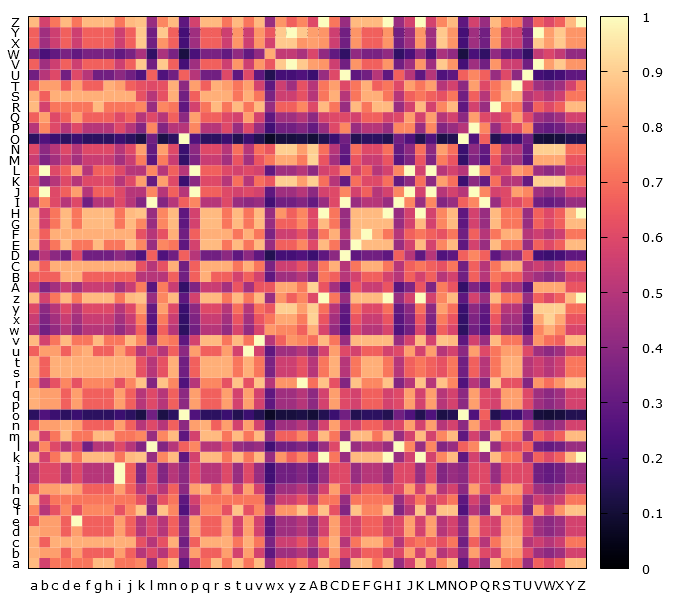 Z
Y
X
W
V
U
T
S
R
Q
P
O
N
M
L
K
J
I
H
G
F
E
D
C
B
A
z
y
x
w
v
u
t
s
r
q
p
o
n
m
l
k
j
i
h
g
f
e
d
c
b
a
a b c d e f g h i j k l m n o p q r s t u v w x y z A B C D E F G H I J K L M N O P Q R S T U V W X Y Z
1
0.9
0.8
0.7
0.6
0.5
0.4
0.3
0.2
0.1
0